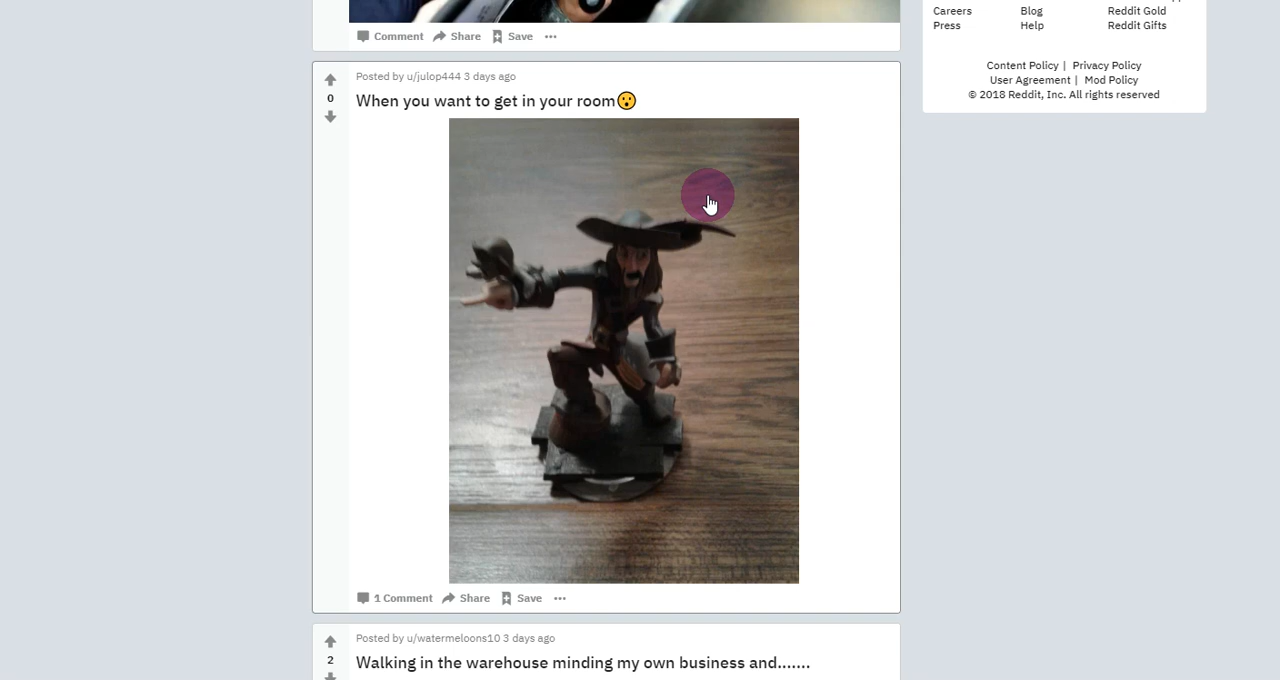 Careers Blog Reddit Gold
Press Help Reddit Gifts
Content Policy | Privacy Policy
User Agreement | Mod Policy
© 2018 Reddit, Inc. All rights reserved
Comment Share Save
Posted by u/julop444 3 days ago
0
When you want to get in your room😮
1 Comment Share Save
Posted by u/watermeloons10 3 days ago
2
Walking in the warehouse minding my own business and.......